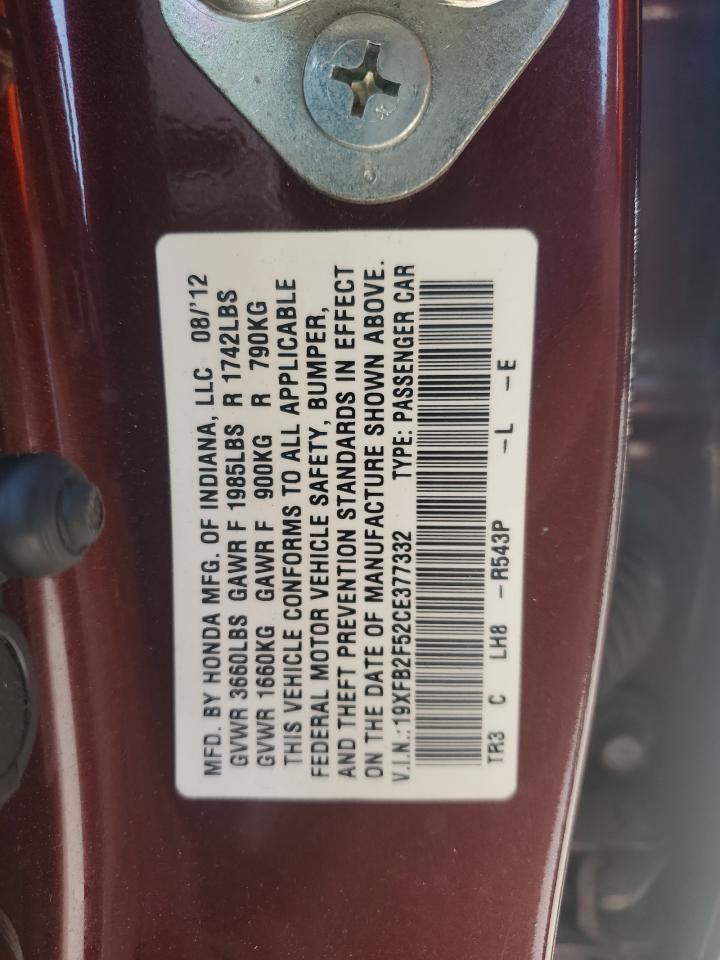 MFD. BY HONDA MFG. OF INDIANA, LLC 08/'12
GVWR 3660LBS GAWR F 1985LBS R 1742LBS
GVWR 1660KG GAWR F 900KG R 790KG
THIS VEHICLE CONFORMS TO ALL APPLICABLE
FEDERAL MOTOR VEHICLE SAFETY, BUMPER,
AND THEFT PREVENTION STANDARDS IN EFFECT
ON THE DATE OF MANUFACTURE SHOWN ABOVE.
V.I.N.: 19XFB2F52CE377332 TYPE: PASSENGER CAR
TR3 C LH8 -R543P -L -E